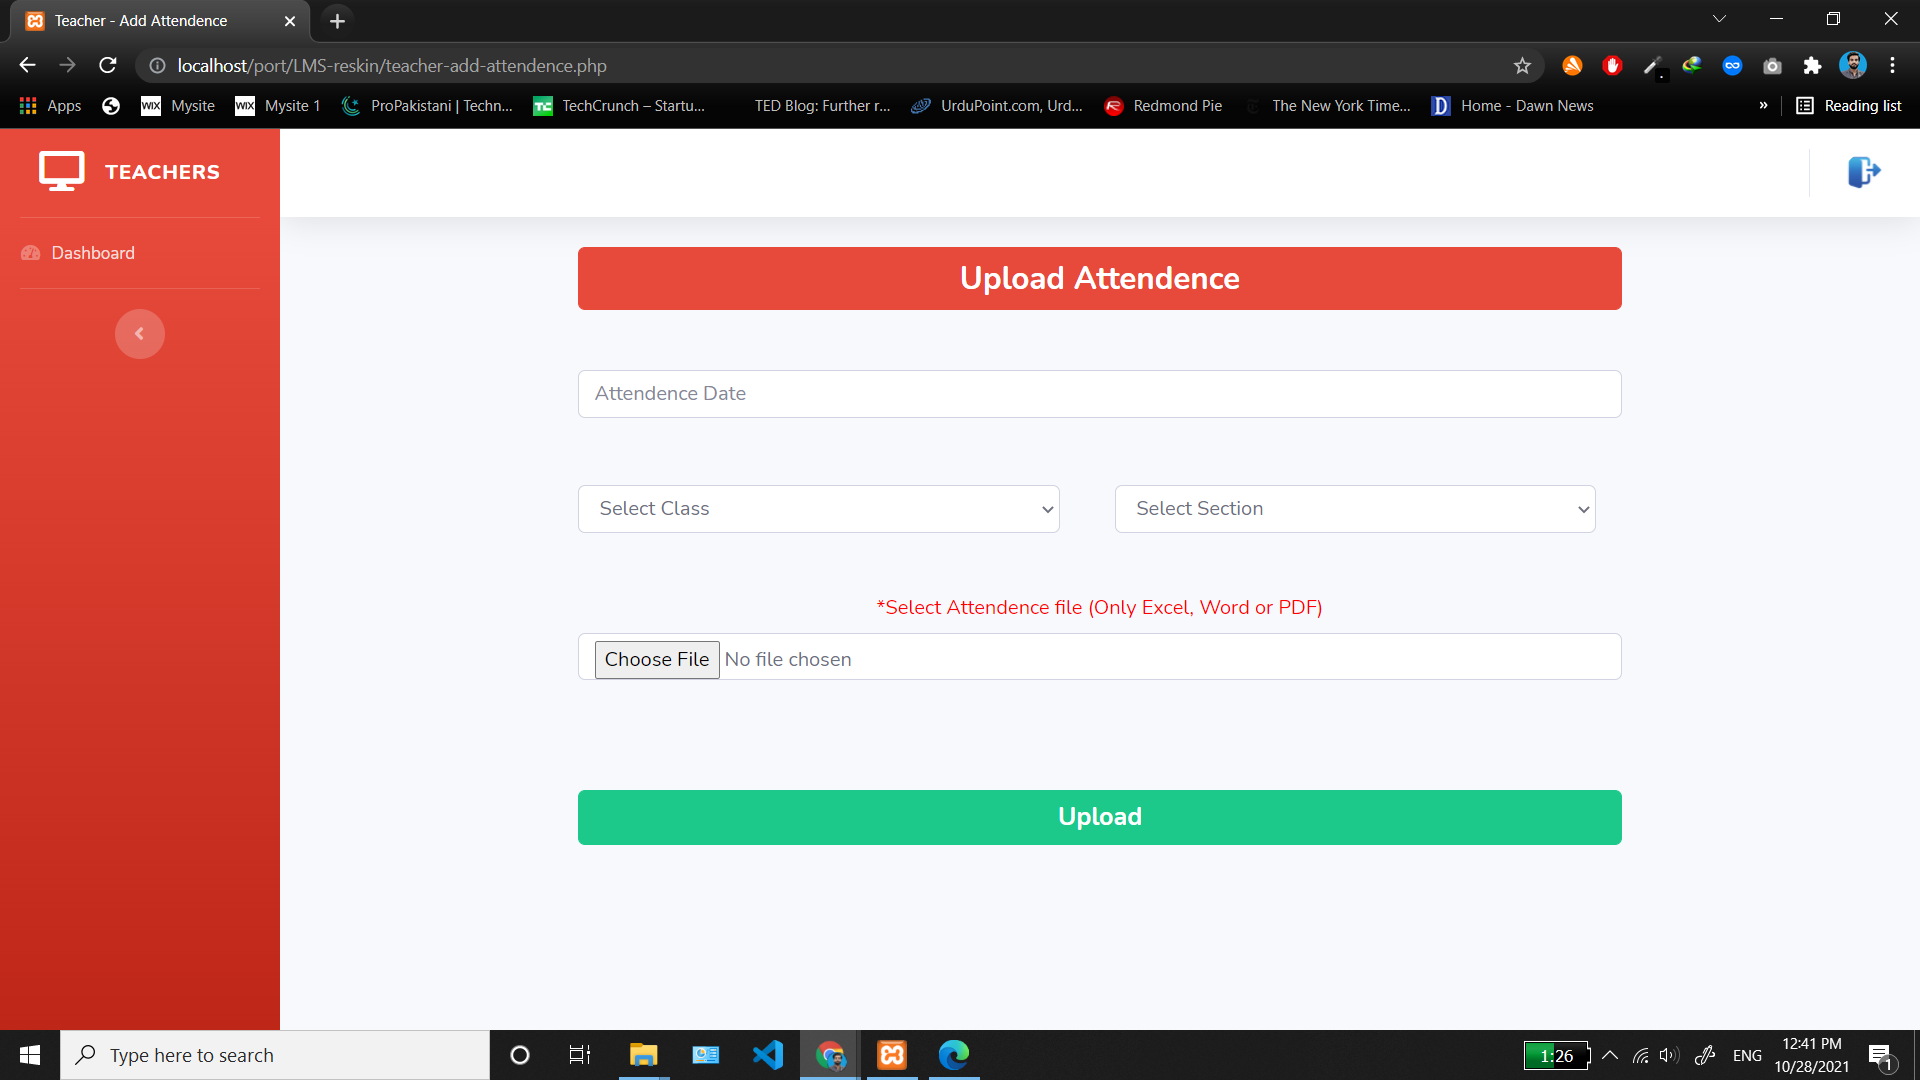 Teacher - Add Attendence
localhost/port/LMS-reskin/teacher-add-attendence.php
Apps
WIX Mysite
WIX Mysite 1
ProPakistani | Techn...
TC TechCrunch – Startu...
TED Blog: Further r...
UrduPoint.com, Urd...
Redmond Pie
The New York Time...
D Home - Dawn News
»
Reading list
TEACHERS
Dashboard
Upload Attendence
Attendence Date
Select Class
Select Section
*Select Attendence file (Only Excel, Word or PDF)
Choose File No file chosen
Upload
Type here to search
1:26
ENG
12:41 PM
10/28/2021
1